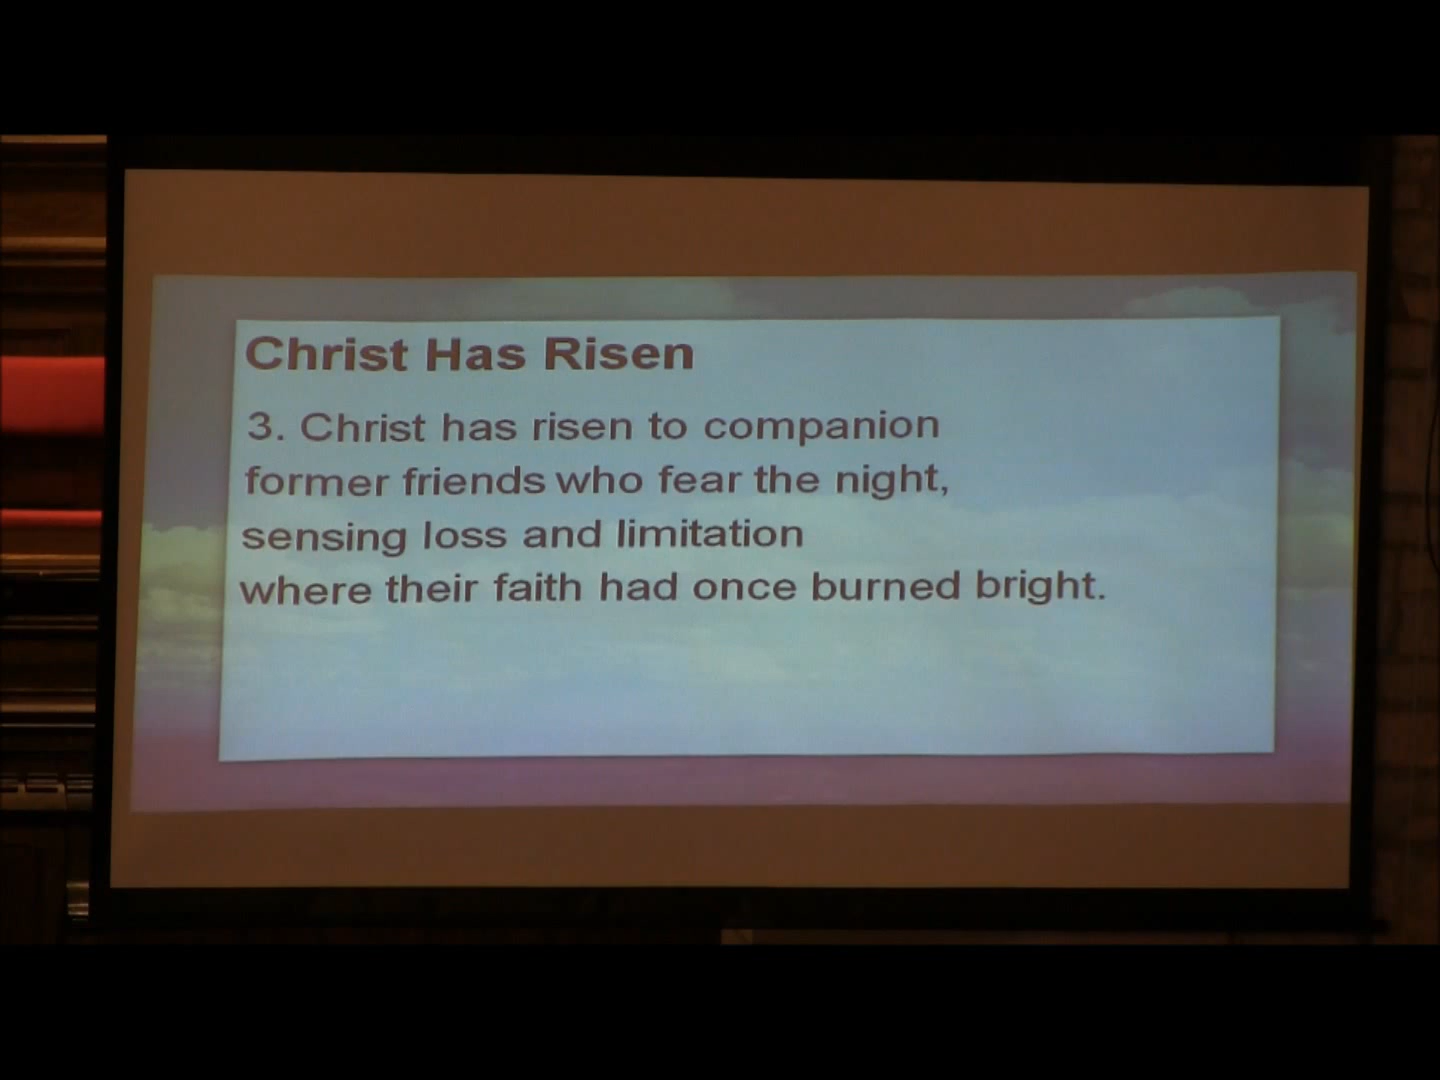 Christ Has Risen
3. Christ has risen to companion
former friends who fear the night,
sensing loss and limitation
where their faith had once burned bright.